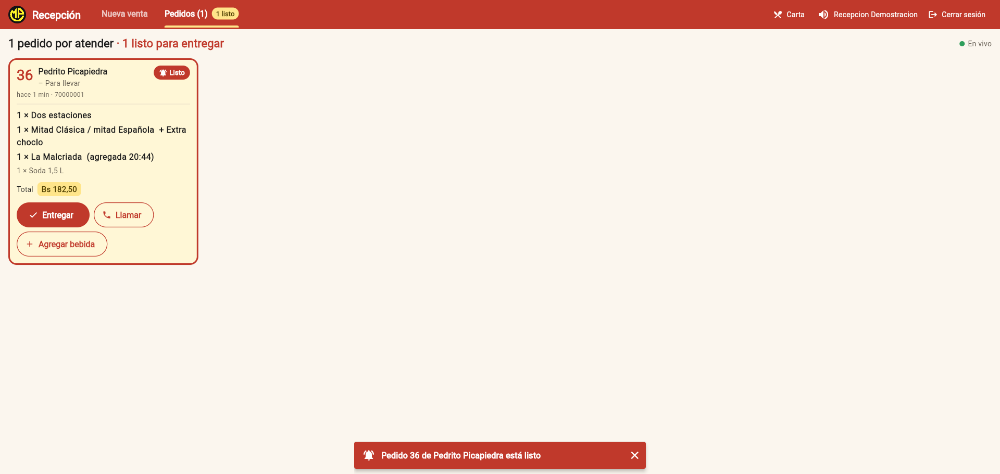 MP Recepción Nueva venta Pedidos (1) 1 listo Carta Recepcion Demostracion Cerrar sesión
1 pedido por atender · 1 listo para entregar En vivo
36 Pedrito Picapiedra Listo
– Para llevar
hace 1 min · 70000001
1 × Dos estaciones
1 × Mitad Clásica / mitad Española + Extra
choclo
1 × La Malcriada (agregada 20:44)
1 × Soda 1,5 L
Total Bs 182,50
Entregar Llamar
+ Agregar bebida
Pedido 36 de Pedrito Picapiedra está listo